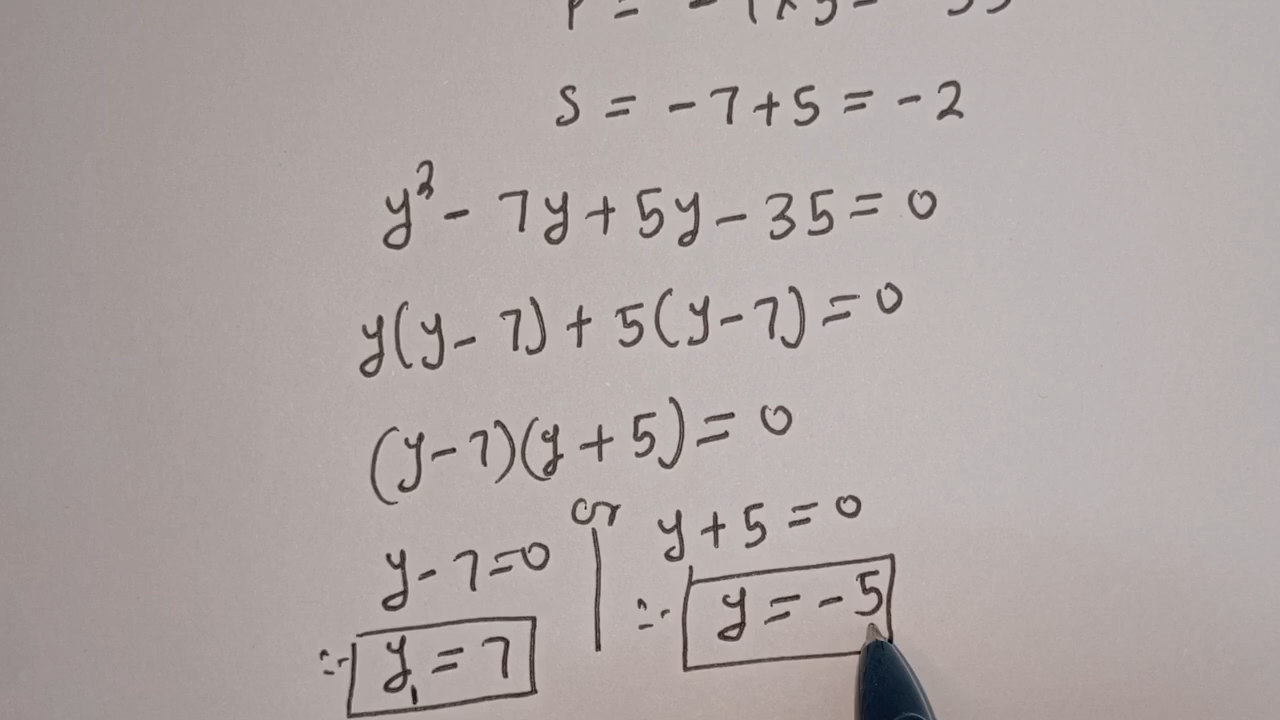 S = -7+5 = -2
y² - 7y + 5y - 35 = 0
y(y - 7) + 5(y - 7) = 0
(y - 7)(y + 5) = 0
or
y - 7 = 0
y + 5 = 0
∴ y₁ = 7
∴ y = -5